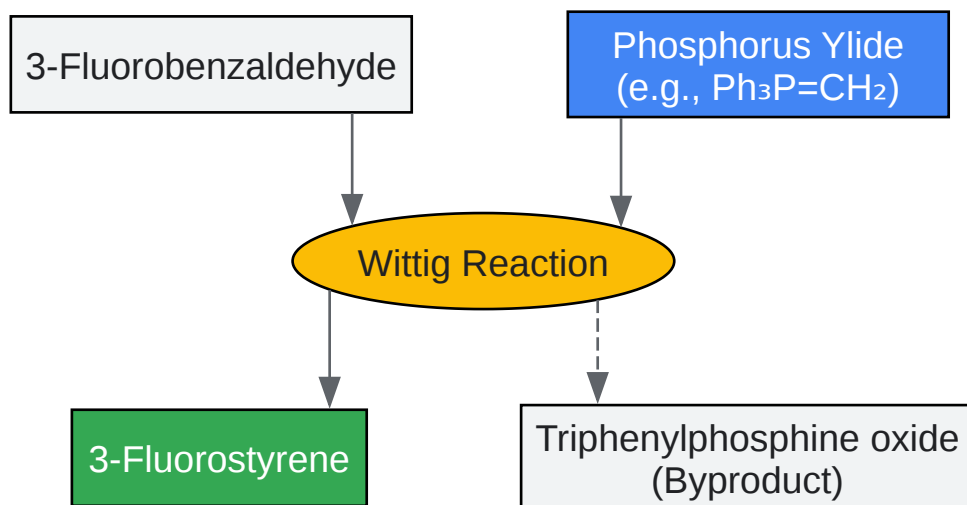 3-Fluorobenzaldehyde
Phosphorus Ylide
(e.g., Ph₃P=CH₂)
Wittig Reaction
3-Fluorostyrene
Triphenylphosphine oxide
(Byproduct)